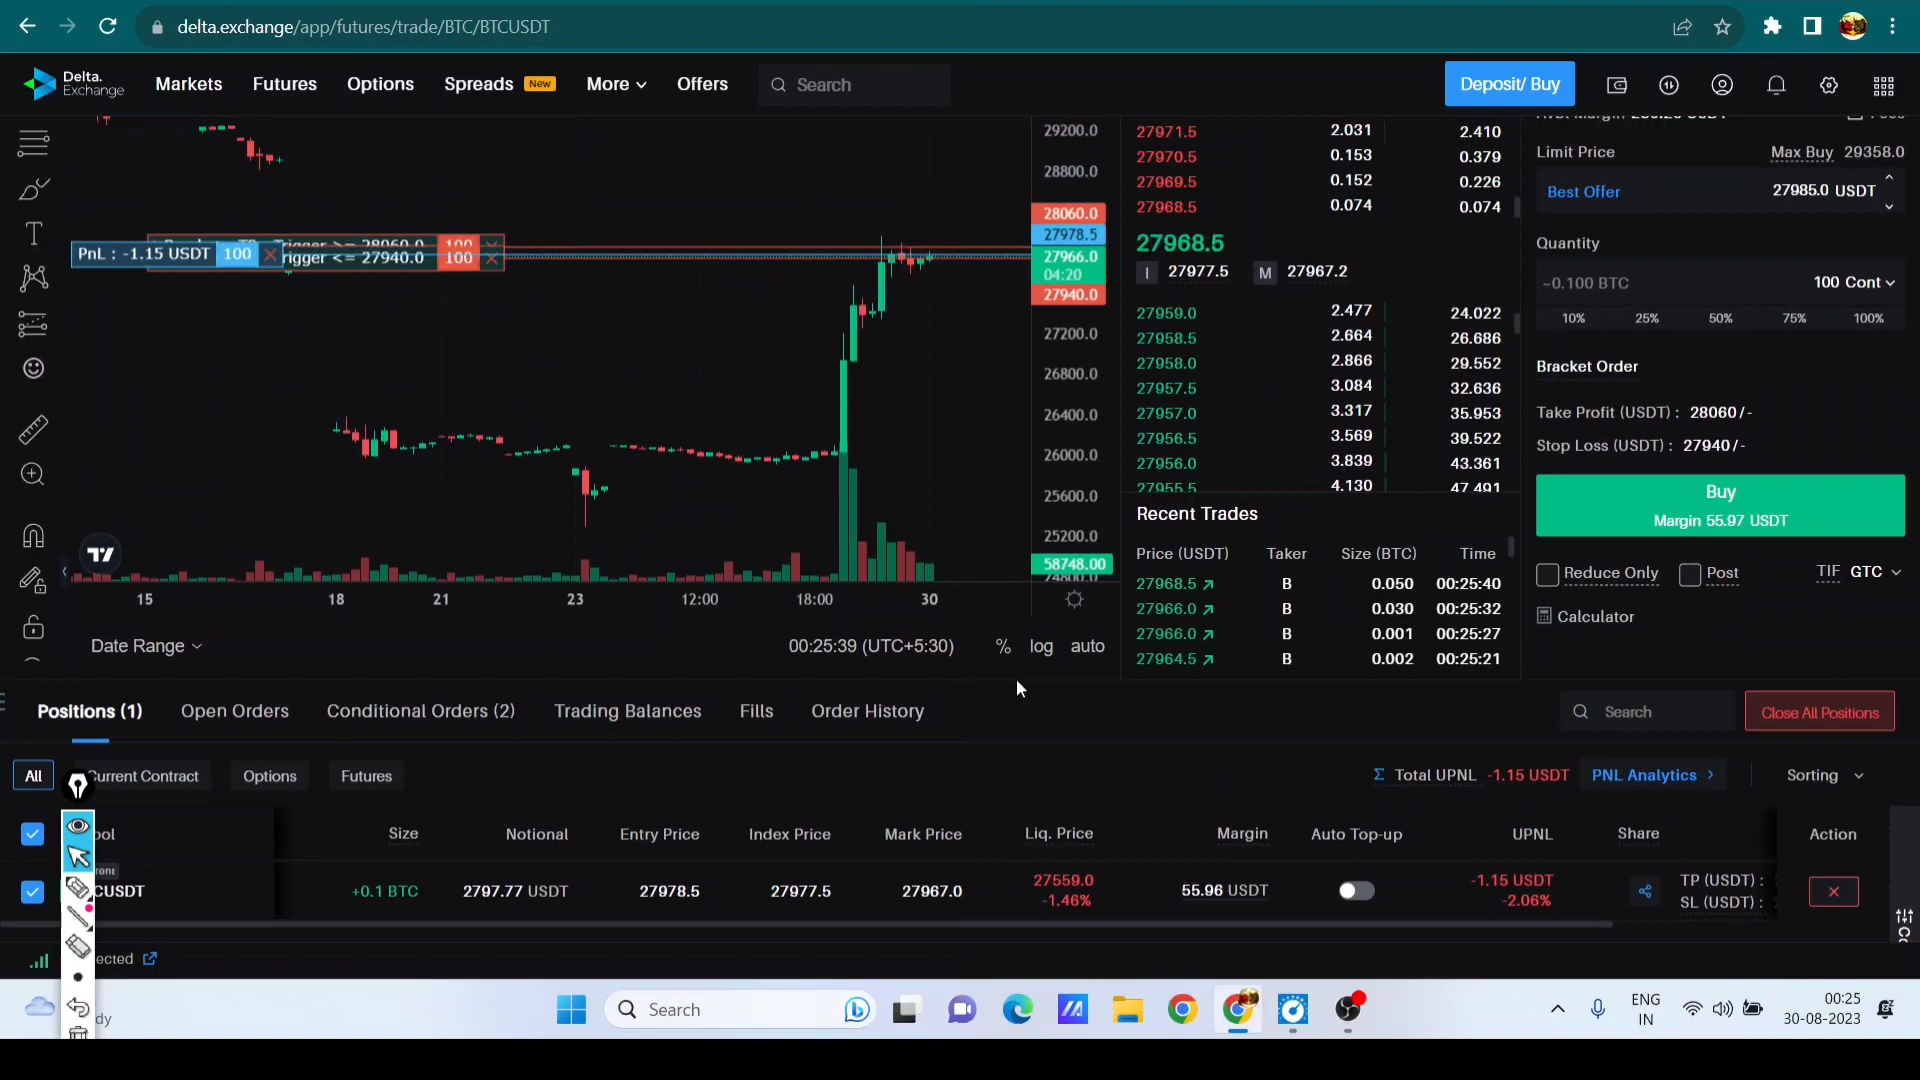 delta.exchange/app/futures/trade/BTC/BTCUSDT
Delta.
Exchange
Markets
Futures
Options
Spreads
New
More
Offers
Search
Deposit/ Buy
29200.0
28800.0
28060.0
27978.5
27966.0
04:20
27940.0
27200.0
26800.0
26400.0
26000.0
25600.0
25200.0
58748.00
24800.0
PnL : -1.15 USDT 100
Trigger >= 28060.0 100
rigger <= 27940.0 100
15 18 21 23 12:00 18:00 30
Date Range
00:25:39 (UTC+5:30)
% log auto
27971.5 2.031 2.410
27970.5 0.153 0.379
27969.5 0.152 0.226
27968.5 0.074 0.074
27968.5
I 27977.5 M 27967.2
27959.0 2.477 24.022
27958.5 2.664 26.686
27958.0 2.866 29.552
27957.5 3.084 32.636
27957.0 3.317 35.953
27956.5 3.569 39.522
27956.0 3.839 43.361
27955.5 4.130 47.491
Recent Trades
Price (USDT) Taker Size (BTC) Time
27968.5 B 0.050 00:25:40
27966.0 B 0.030 00:25:32
27966.0 B 0.001 00:25:27
27964.5 B 0.002 00:25:21
Limit Price Max Buy 29358.0
Best Offer 27985.0 USDT
Quantity
~0.100 BTC 100 Cont
10% 25% 50% 75% 100%
Bracket Order
Take Profit (USDT) : 28060/-
Stop Loss (USDT) : 27940/-
Buy
Margin 55.97 USDT
Reduce Only Post TIF GTC
Calculator
Positions (1)
Open Orders
Conditional Orders (2)
Trading Balances
Fills
Order History
Search
Close All Positions
All
urrent Contract
Options
Futures
Σ Total UPNL -1.15 USDT
PNL Analytics >
Sorting
ool Size Notional Entry Price Index Price Mark Price Liq. Price Margin Auto Top-up UPNL Share Action
CUSDT +0.1 BTC 2797.77 USDT 27978.5 27977.5 27967.0 27559.0 55.96 USDT -1.15 USDT TP (USDT) :
-1.46% -2.06% SL (USDT) :
ected
dy
Search
ENG
IN
00:25
30-08-2023